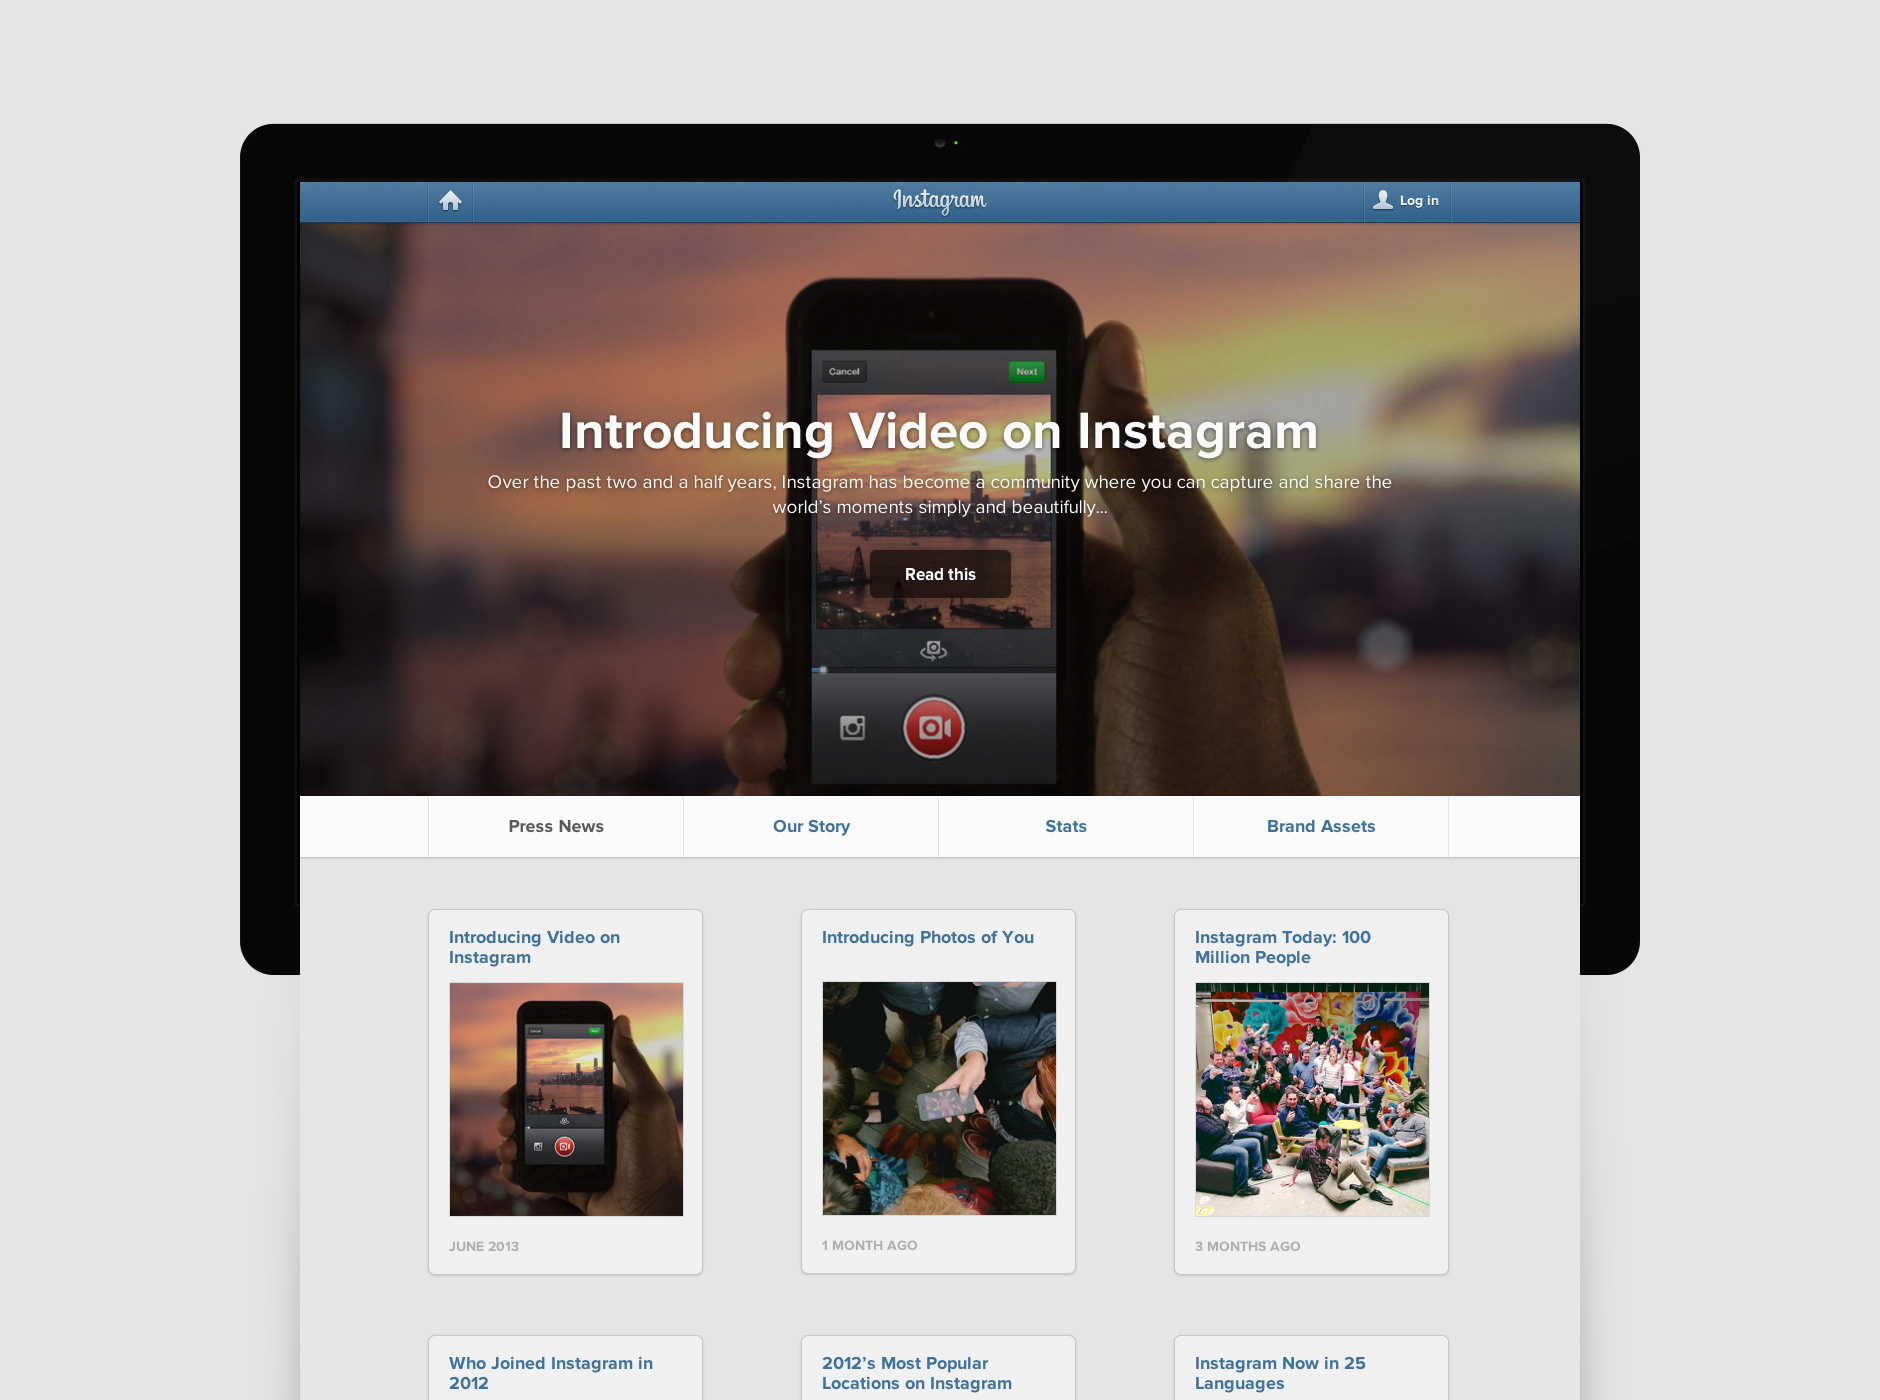 Instagram
Log in
Cancel
Next
Introducing Video on Instagram
Over the past two and a half years, Instagram has become a community where you can capture and share the
world’s moments simply and beautifully...
Read this
Press News
Our Story
Stats
Brand Assets
Introducing Video on
Instagram
JUNE 2013
Introducing Photos of You
1 MONTH AGO
Instagram Today: 100
Million People
3 MONTHS AGO
Who Joined Instagram in
2012
2012’s Most Popular
Locations on Instagram
Instagram Now in 25
Languages